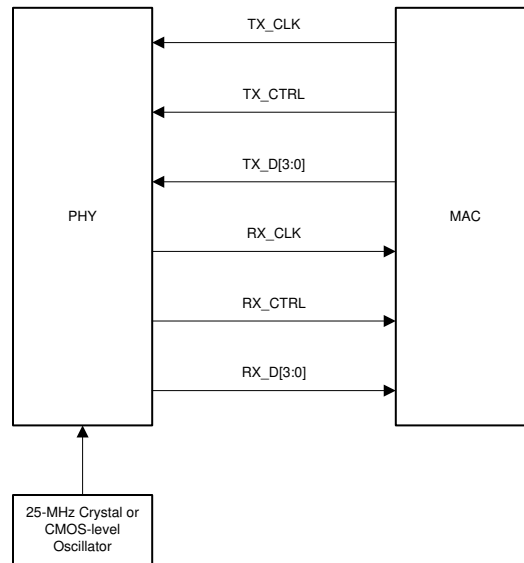 TX_CLK
TX_CTRL
TX_D[3:0]
PHY
MAC
RX_CLK
RX_CTRL
RX_D[3:0]
25-MHz Crystal or
CMOS-level
Oscillator